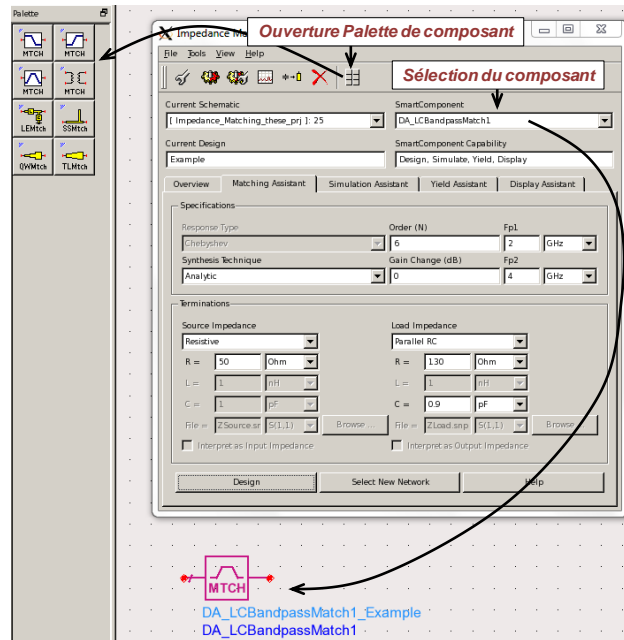 Palette
MTCH MTCH
MTCH MTCH
LEMtch SSMtch
QWMtch TLMtch
Impedance Ma
Ouverture Palette de composant
File Tools View Help
Sélection du composant
Current Schematic SmartComponent
[ Impedance_Matching_these_prj ]: 25 DA_LCBandpassMatch1
Current Design SmartComponent Capability
Example Design, Simulate, Yield, Display
Overview Matching Assistant Simulation Assistant Yield Assistant Display Assistant
Specifications
Response Type Order (N) Fp1
Chebyshev 6 2 GHz
Synthesis Technique Gain Change (dB) Fp2
Analytic 0 4 GHz
Terminations
Source Impedance Load Impedance
Resistive Parallel RC
R = 50 Ohm R = 130 Ohm
L = 1 nH L = 1 nH
C = 1 pF C = 0.9 pF
File = ZSource.sr S(1,1) Browse ... File = ZLoad.snp S(1,1) Browse
Interpret as Input Impedance Interpret as Output Impedance
Design Select New Network Help
MTCH
DA_LCBandpassMatch1_Example
DA_LCBandpassMatch1